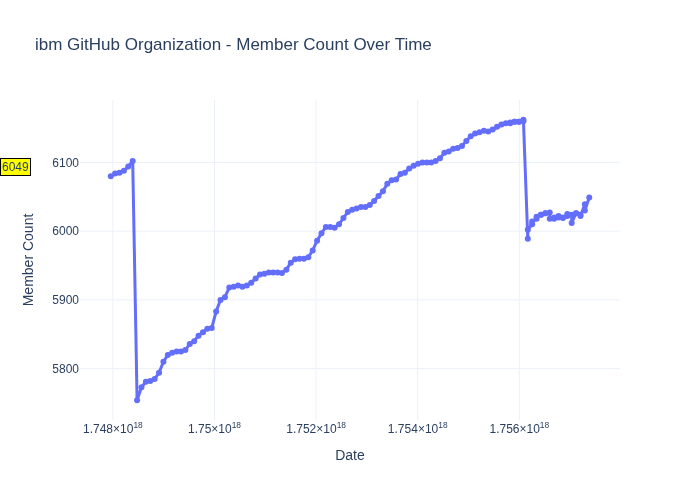 ibm GitHub Organization - Member Count Over Time
6049
6100
6000
5900
5800
Member Count
1.748×10¹⁸ 1.75×10¹⁸ 1.752×10¹⁸ 1.754×10¹⁸ 1.756×10¹⁸
Date